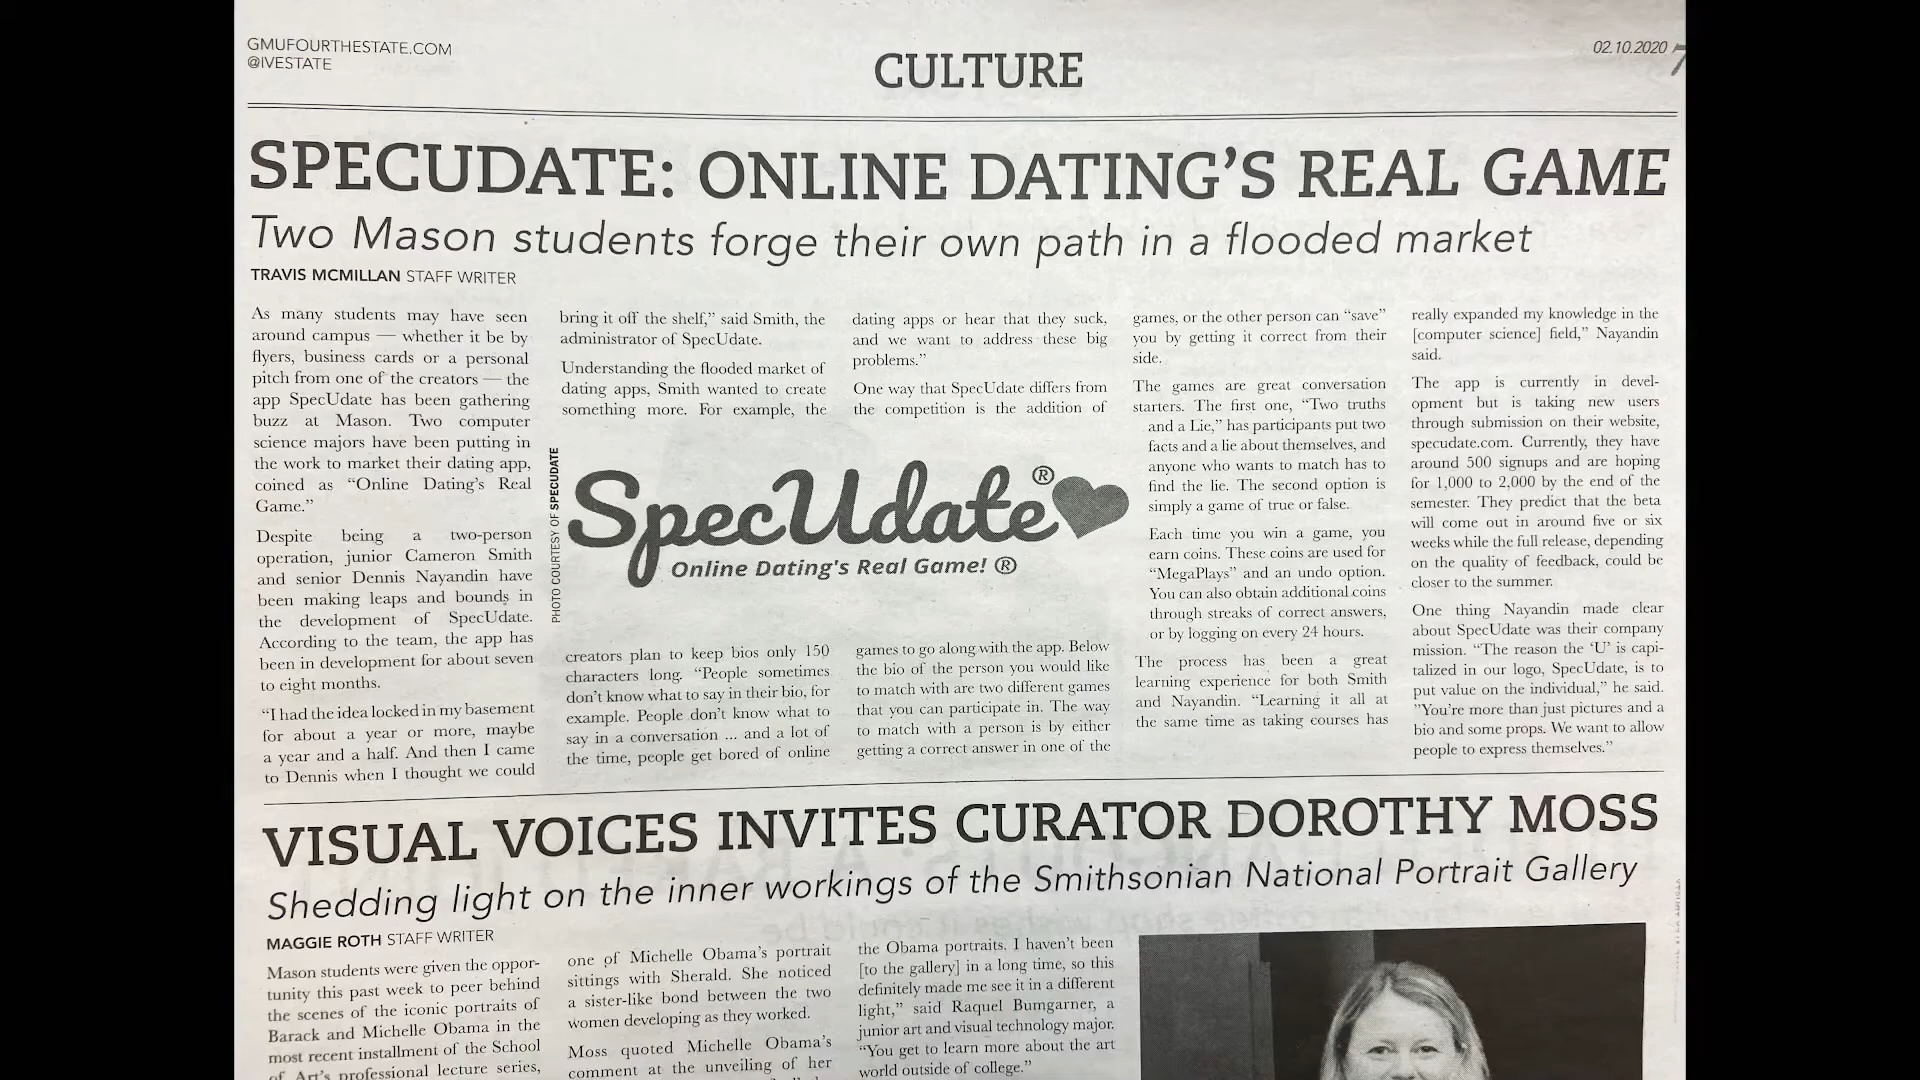 GMUFOURTHESTATE.COM
@IVESTATE
CULTURE
02.10.2020 7
SPECUDATE: ONLINE DATING'S REAL GAME
Two Mason students forge their own path in a flooded market
TRAVIS MCMILLAN STAFF WRITER
As many students may have seen
around campus — whether it be by
flyers, business cards or a personal
pitch from one of the creators — the
app SpecUdate has been gathering
buzz at Mason. Two computer
science majors have been putting in
the work to market their dating app,
coined as “Online Dating’s Real
Game.”
Despite being a two-person
operation, junior Cameron Smith
and senior Dennis Nayandin have
been making leaps and bounds in
the development of SpecUdate.
According to the team, the app has
been in development for about seven
to eight months.
“I had the idea locked in my basement
for about a year or more, maybe
a year and a half. And then I came
to Dennis when I thought we could
bring it off the shelf,” said Smith, the
administrator of SpecUdate.
Understanding the flooded market of
dating apps, Smith wanted to create
something more. For example, the
PHOTO COURTESY OF SPECUDATE
SpecUdate®
Online Dating's Real Game! ®
creators plan to keep bios only 150
characters long. “People sometimes
don’t know what to say in their bio, for
example. People don’t know what to
say in a conversation ... and a lot of
the time, people get bored of online
dating apps or hear that they suck,
and we want to address these big
problems.”
One way that SpecUdate differs from
the competition is the addition of
games to go along with the app. Below
the bio of the person you would like
to match with are two different games
that you can participate in. The way
to match with a person is by either
getting a correct answer in one of the
games, or the other person can “save”
you by getting it correct from their
side.
The games are great conversation
starters. The first one, “Two truths
and a Lie,” has participants put two
facts and a lie about themselves, and
anyone who wants to match has to
find the lie. The second option is
simply a game of true or false.
Each time you win a game, you
earn coins. These coins are used for
“MegaPlays” and an undo option.
You can also obtain additional coins
through streaks of correct answers,
or by logging on every 24 hours.
The process has been a great
learning experience for both Smith
and Nayandin. “Learning it all at
the same time as taking courses has
really expanded my knowledge in the
[computer science] field,” Nayandin
said.
The app is currently in devel-
opment but is taking new users
through submission on their website,
specudate.com. Currently, they have
around 500 signups and are hoping
for 1,000 to 2,000 by the end of the
semester. They predict that the beta
will come out in around five or six
weeks while the full release, depending
on the quality of feedback, could be
closer to the summer.
One thing Nayandin made clear
about SpecUdate was their company
mission. “The reason the ‘U’ is capi-
talized in our logo, SpecUdate, is to
put value on the individual,” he said.
”You’re more than just pictures and a
bio and some props. We want to allow
people to express themselves.”
VISUAL VOICES INVITES CURATOR DOROTHY MOSS
Shedding light on the inner workings of the Smithsonian National Portrait Gallery
MAGGIE ROTH STAFF WRITER
Mason students were given the oppor-
tunity this past week to peer behind
the scenes of the iconic portraits of
Barack and Michelle Obama in the
most recent installment of the School
of Art’s professional lecture series,
one of Michelle Obama’s portrait
sittings with Sherald. She noticed
a sister-like bond between the two
women developing as they worked.
Moss quoted Michelle Obama’s
comment at the unveiling of her
the Obama portraits. I haven’t been
[to the gallery] in a long time, so this
definitely made me see it in a different
light,” said Raquel Bumgarner, a
junior art and visual technology major.
“You get to learn more about the art
world outside of college.”